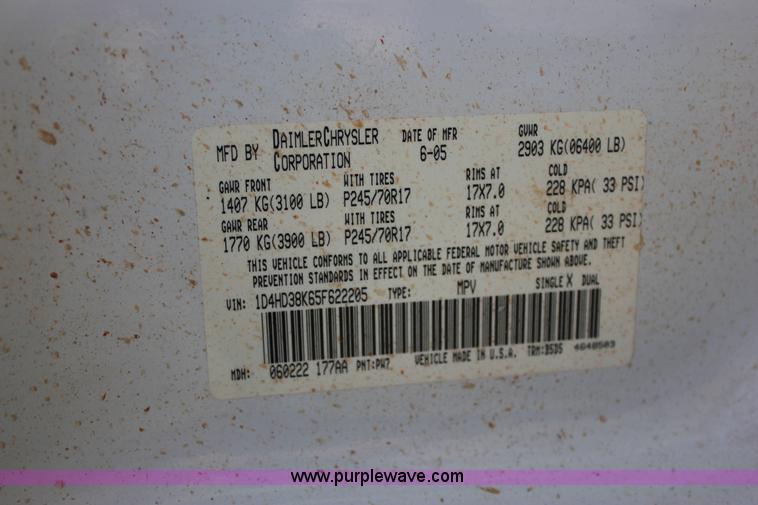 MFD BY DAIMLERCHRYSLER CORPORATION DATE OF MFR 6-05 GVWR 2903 KG(06400 LB)
GAWR FRONT WITH TIRES RIMS AT COLD
1407 KG(3100 LB) P245/70R17 17X7.0 228 KPA( 33 PSI)
GAWR REAR WITH TIRES RIMS AT COLD
1770 KG(3900 LB) P245/70R17 17X7.0 228 KPA( 33 PSI)
THIS VEHICLE CONFORMS TO ALL APPLICABLE FEDERAL MOTOR VEHICLE SAFETY AND THEFT
PREVENTION STANDARDS IN EFFECT ON THE DATE OF MANUFACTURE SHOWN ABOVE.
VIN: 1D4HD38K65F622205 TYPE: MPV SINGLE X DUAL
MDH: 060222 177AA PNT:PW7 VEHICLE MADE IN U.S.A. TRM:D5D5 4648503
www.purplewave.com